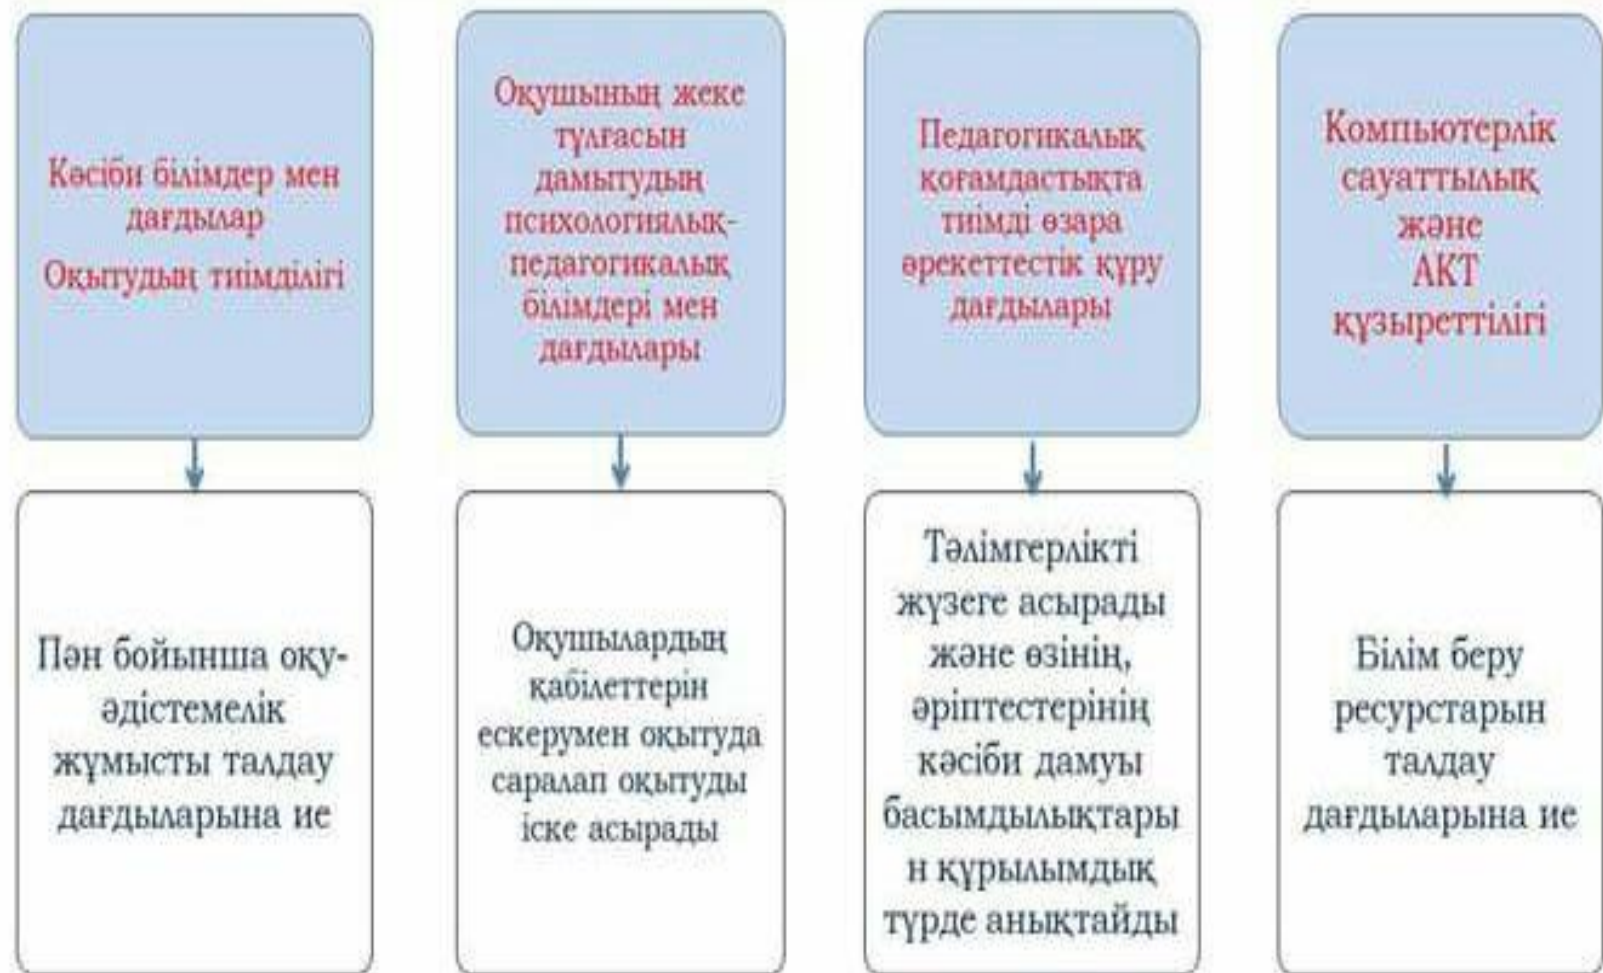 Кәсіби білімдер мен
дағдылар
Оқытудың тиімділігі
Оқушының жеке
тұлғасын
дамытудың
психологиялық-
педагогикалық
білімдері мен
дағдылары
Педагогикалық
қоғамдастықта
тиімді өзара
әрекеттестік құру
дағдылары
Компьютерлік
сауаттылық
және
АКТ
құзыреттілігі
Пән бойынша оқу-
әдістемелік
жұмысты талдау
дағдыларына ие
Оқушылардың
қабілеттерін
ескерумен оқытуда
саралап оқытуды
іске асырады
Тәлімгерлікті
жүзеге асырады
және өзінің,
әріптестерінің
кәсіби дамуы
басымдылықтары
н құрылымдық
түрде анықтайды
Білім беру
ресурстарын
талдау
дағдыларына ие